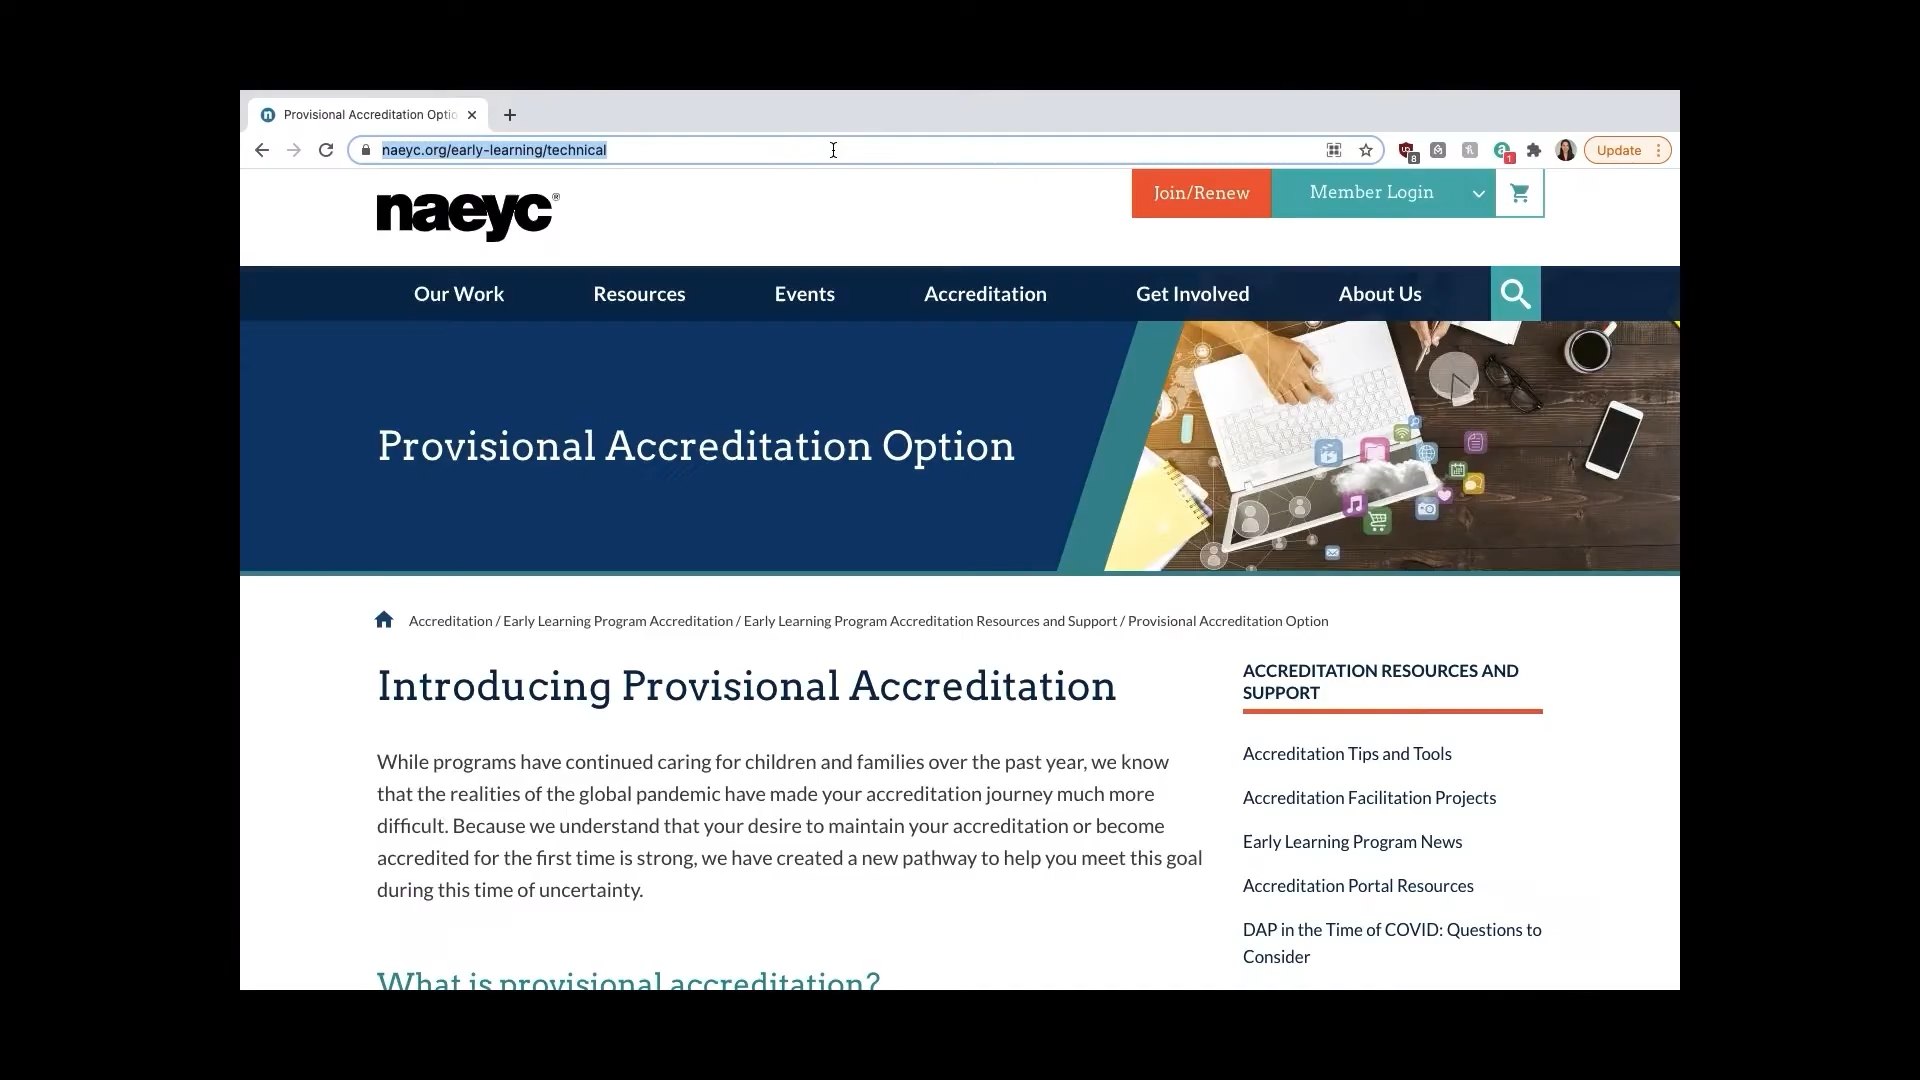 Provisional Accreditation Optio
naeyc.org/early-learning/technical
8
1
Update
naeyc®
Join/Renew
Member Login
Our Work
Resources
Events
Accreditation
Get Involved
About Us
Provisional Accreditation Option
Accreditation / Early Learning Program Accreditation / Early Learning Program Accreditation Resources and Support / Provisional Accreditation Option
Introducing Provisional Accreditation
While programs have continued caring for children and families over the past year, we know
that the realities of the global pandemic have made your accreditation journey much more
difficult. Because we understand that your desire to maintain your accreditation or become
accredited for the first time is strong, we have created a new pathway to help you meet this goal
during this time of uncertainty.
What is provisional accreditation?
ACCREDITATION RESOURCES AND
SUPPORT
Accreditation Tips and Tools
Accreditation Facilitation Projects
Early Learning Program News
Accreditation Portal Resources
DAP in the Time of COVID: Questions to
Consider